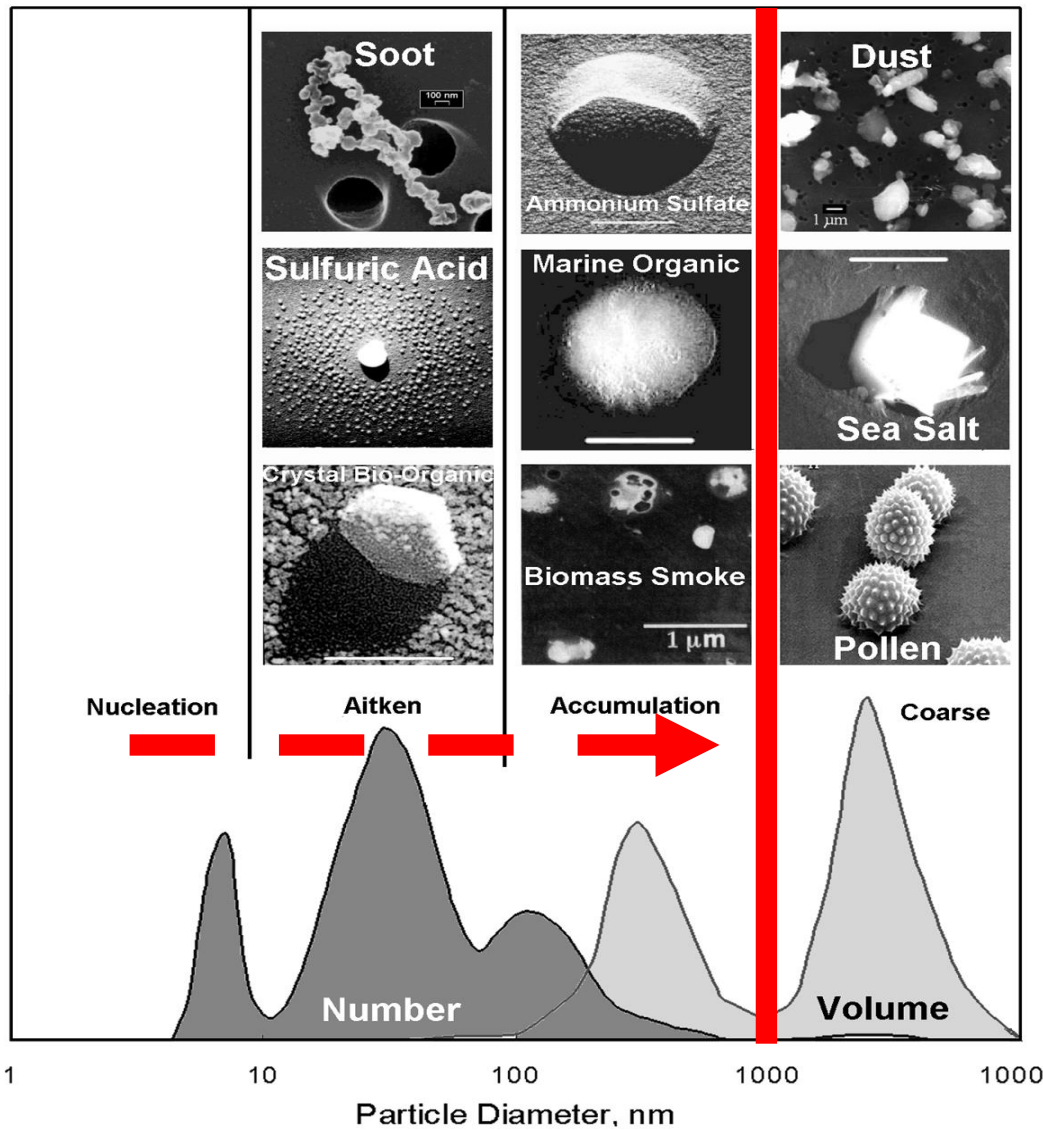 Soot
100 nm
Ammonium Sulfate
Dust
1 μm
Sulfuric Acid
Marine Organic
Sea Salt
Crystal Bio-Organic
Biomass Smoke
1 μm
Pollen
Nucleation
Aitken
Accumulation
Coarse
Number
Volume
1 10 100 1000 1000
Particle Diameter, nm